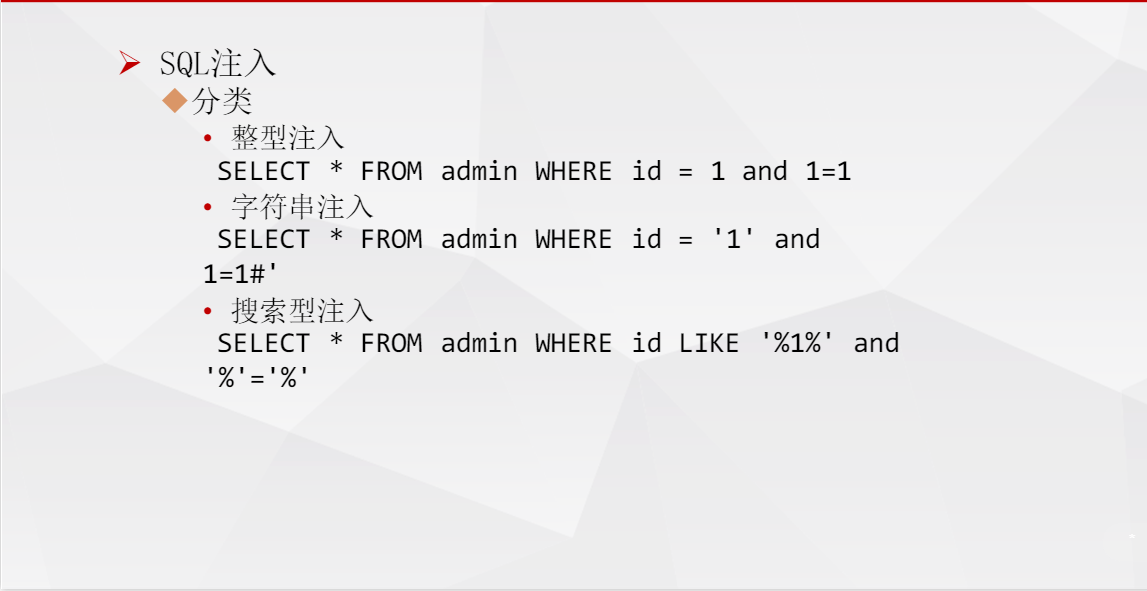 SQL注入
分类
整型注入
SELECT * FROM admin WHERE id = 1 and 1=1
字符串注入
SELECT * FROM admin WHERE id = '1' and
1=1#'
搜索型注入
SELECT * FROM admin WHERE id LIKE '%1%' and
'%'='%'